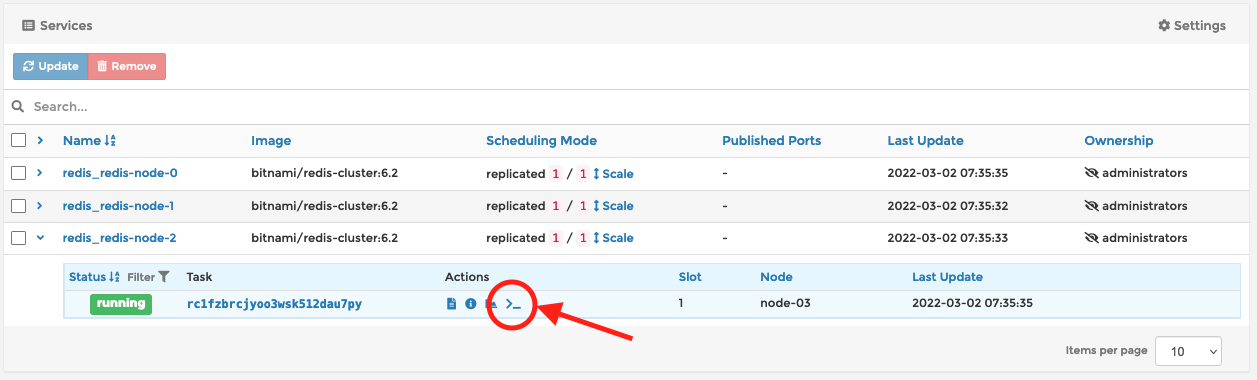 Services Settings
Update Remove
Search...
Name Image Scheduling Mode Published Ports Last Update Ownership
redis_redis-node-0 bitnami/redis-cluster:6.2 replicated 1 / 1 Scale - 2022-03-02 07:35:35 administrators
redis_redis-node-1 bitnami/redis-cluster:6.2 replicated 1 / 1 Scale - 2022-03-02 07:35:32 administrators
redis_redis-node-2 bitnami/redis-cluster:6.2 replicated 1 / 1 Scale - 2022-03-02 07:35:33 administrators
Status Filter Task Actions Slot Node Last Update
running rc1fzbrcjyoo3wsk512dau7py >_ 1 node-03 2022-03-02 07:35:35
Items per page 10